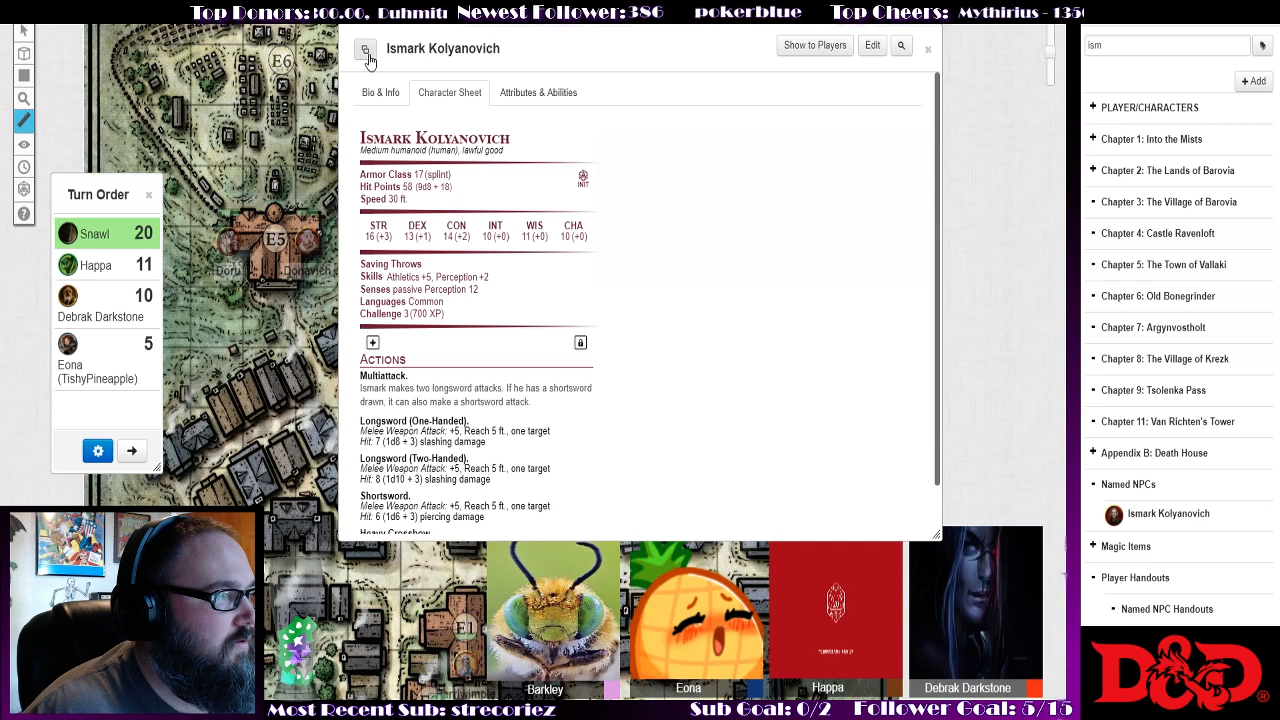 Top Donors: 300.00, Duhmitr Newest Follower: 386 pokerblue Top Cheers: Mythirius - 1350
E6
Ismark Kolyanovich
Show to Players
Edit
×
Bio & Info
Character Sheet
Attributes & Abilities
Ismark Kolyanovich
Medium humanoid (human), lawful good
Armor Class 17 (splint)
Hit Points 58 (9d8 + 18)
Speed 30 ft.
INIT
STR DEX CON INT WIS CHA
16 (+3) 13 (+1) 14 (+2) 10 (+0) 11 (+0) 10 (+0)
Saving Throws
Skills Athletics +5, Perception +2
Senses passive Perception 12
Languages Common
Challenge 3 (700 XP)
Actions
Multiattack.
Ismark makes two longsword attacks. If he has a shortsword
drawn, it can also make a shortsword attack.
Longsword (One-Handed).
Melee Weapon Attack: +5, Reach 5 ft., one target
Hit: 7 (1d8 + 3) slashing damage
Longsword (Two-Handed).
Melee Weapon Attack: +5, Reach 5 ft., one target
Hit: 8 (1d10 + 3) slashing damage
Shortsword.
Melee Weapon Attack: +5, Reach 5 ft., one target
Hit: 6 (1d6 + 3) piercing damage
Heavy Crossbow
Turn Order ×
Snawl 20
Happa 11
10
Debrak Darkstone
5
Eona
(TishyPineapple)
E5
Doru
Donavich
E1
ism
+ Add
PLAYER/CHARACTERS
Chapter 1: Into the Mists
Chapter 2: The Lands of Barovia
Chapter 3: The Village of Barovia
Chapter 4: Castle Ravenloft
Chapter 5: The Town of Vallaki
Chapter 6: Old Bonegrinder
Chapter 7: Argynvostholt
Chapter 8: The Village of Krezk
Chapter 9: Tsolenka Pass
Chapter 11: Van Richten's Tower
Appendix B: Death House
Named NPCs
Ismark Kolyanovich
Magic Items
Player Handouts
Named NPC Handouts
Barkley
Eona
Happa
Debrak Darkstone
D&D
®
Most Recent Sub: strecoriez Sub Goal: 0/2 Follower Goal: 5/15